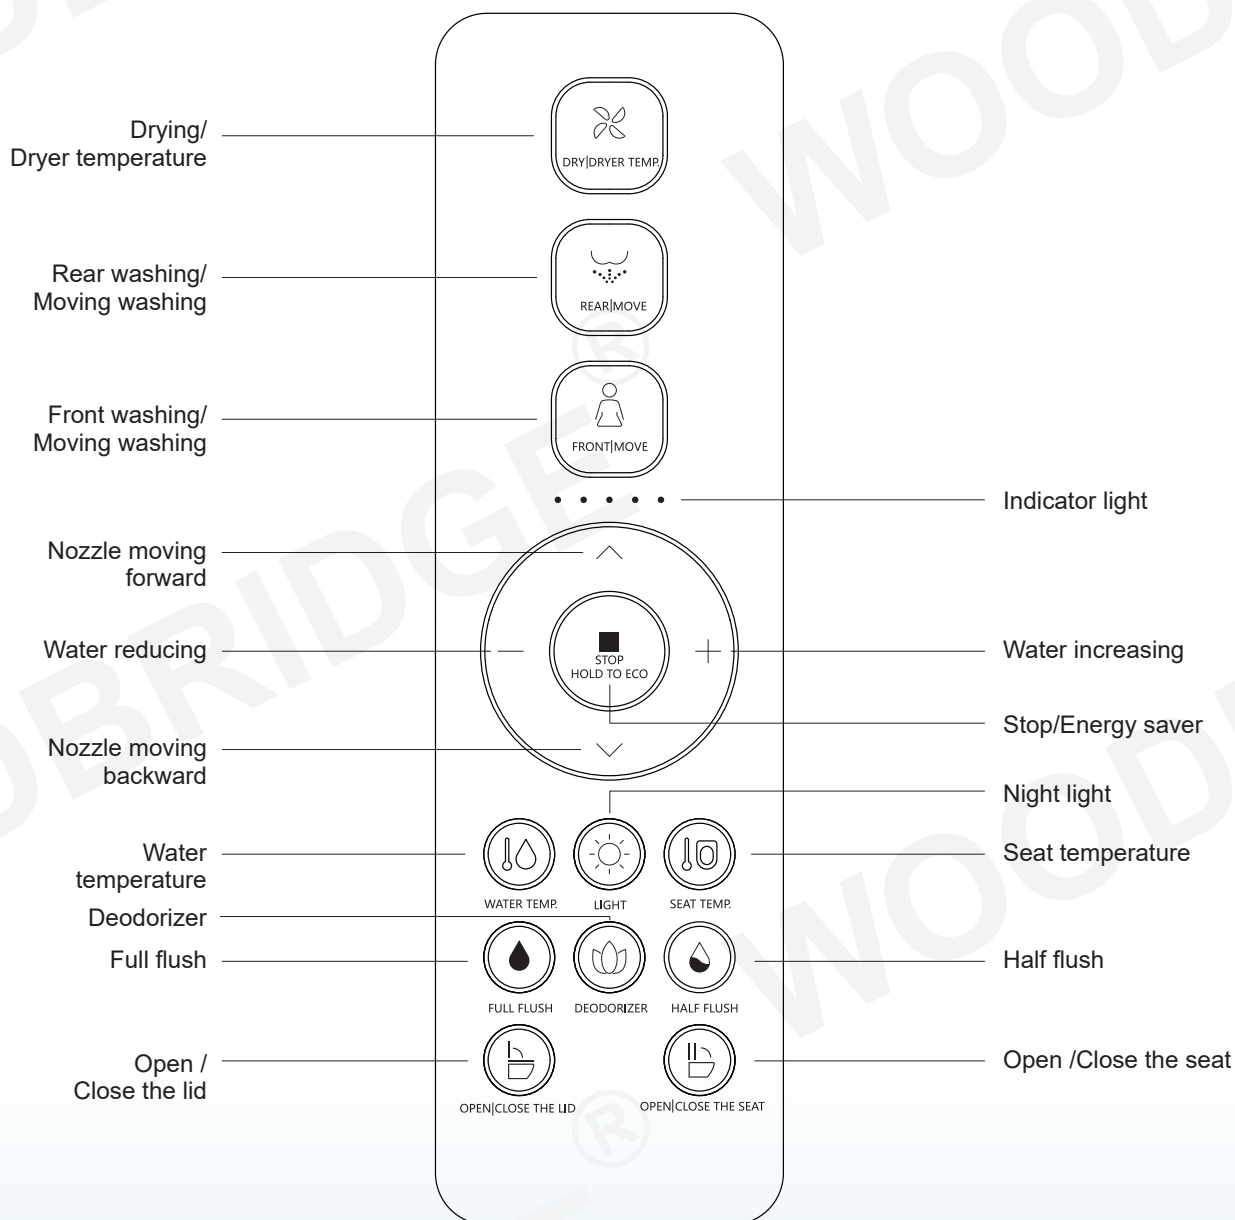 Drying/
Dryer temperature
DRY|DRYER TEMP.
Rear washing/
Moving washing
REAR|MOVE
Front washing/
Moving washing
FRONT|MOVE
Indicator light
Nozzle moving
forward
Water reducing
STOP
HOLD TO ECO
Water increasing
Stop/Energy saver
Nozzle moving
backward
Night light
Water
temperature
Seat temperature
WATER TEMP.
LIGHT
SEAT TEMP.
Deodorizer
Full flush
Half flush
FULL FLUSH
DEODORIZER
HALF FLUSH
Open /
Close the lid
Open /Close the seat
OPEN|CLOSE THE LID
OPEN|CLOSE THE SEAT